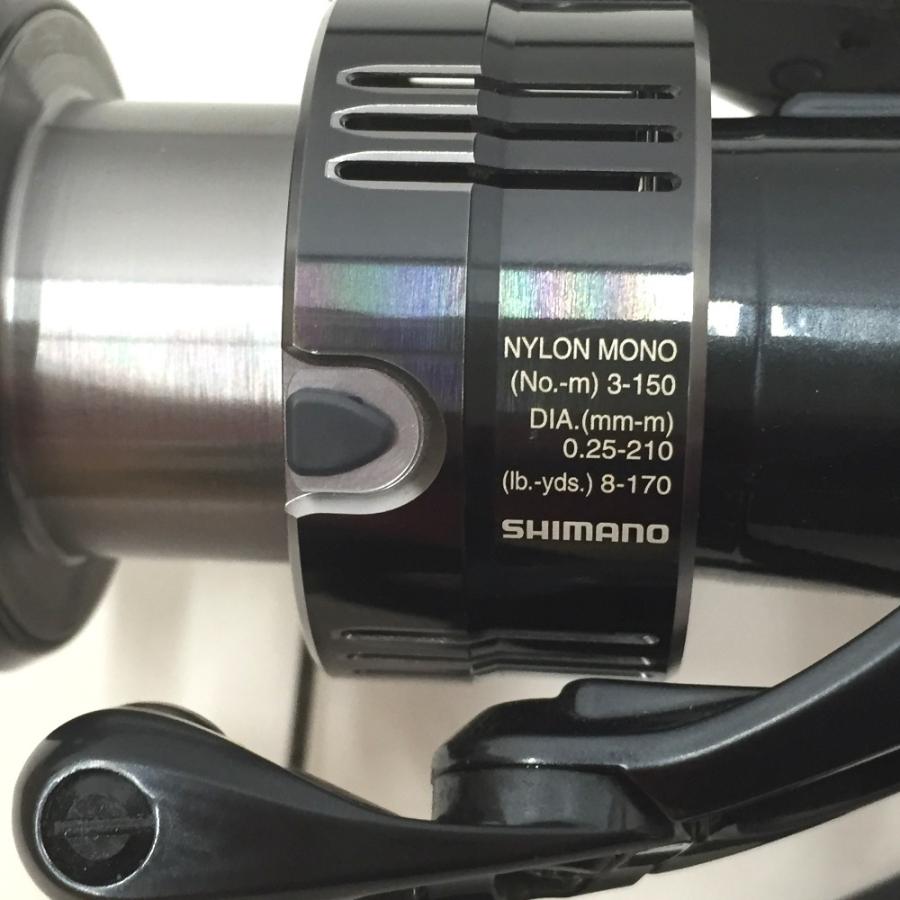 NYLON MONO
(No.-m) 3-150
DIA.(mm-m)
0.25-210
(lb.-yds.) 8-170
SHIMANO